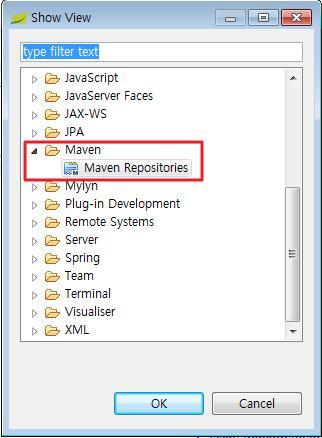 Show View
type filter text
JavaScript
JavaServer Faces
JAX-WS
JPA
Maven
Maven Repositories
Mylyn
Plug-in Development
Remote Systems
Server
Spring
Team
Terminal
Visualiser
XML
OK
Cancel